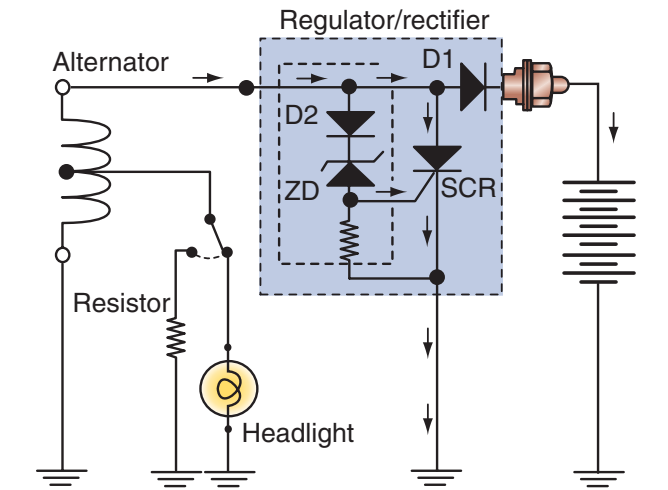 Regulator/rectifier
Alternator
D1
D2
ZD
SCR
Resistor
Headlight